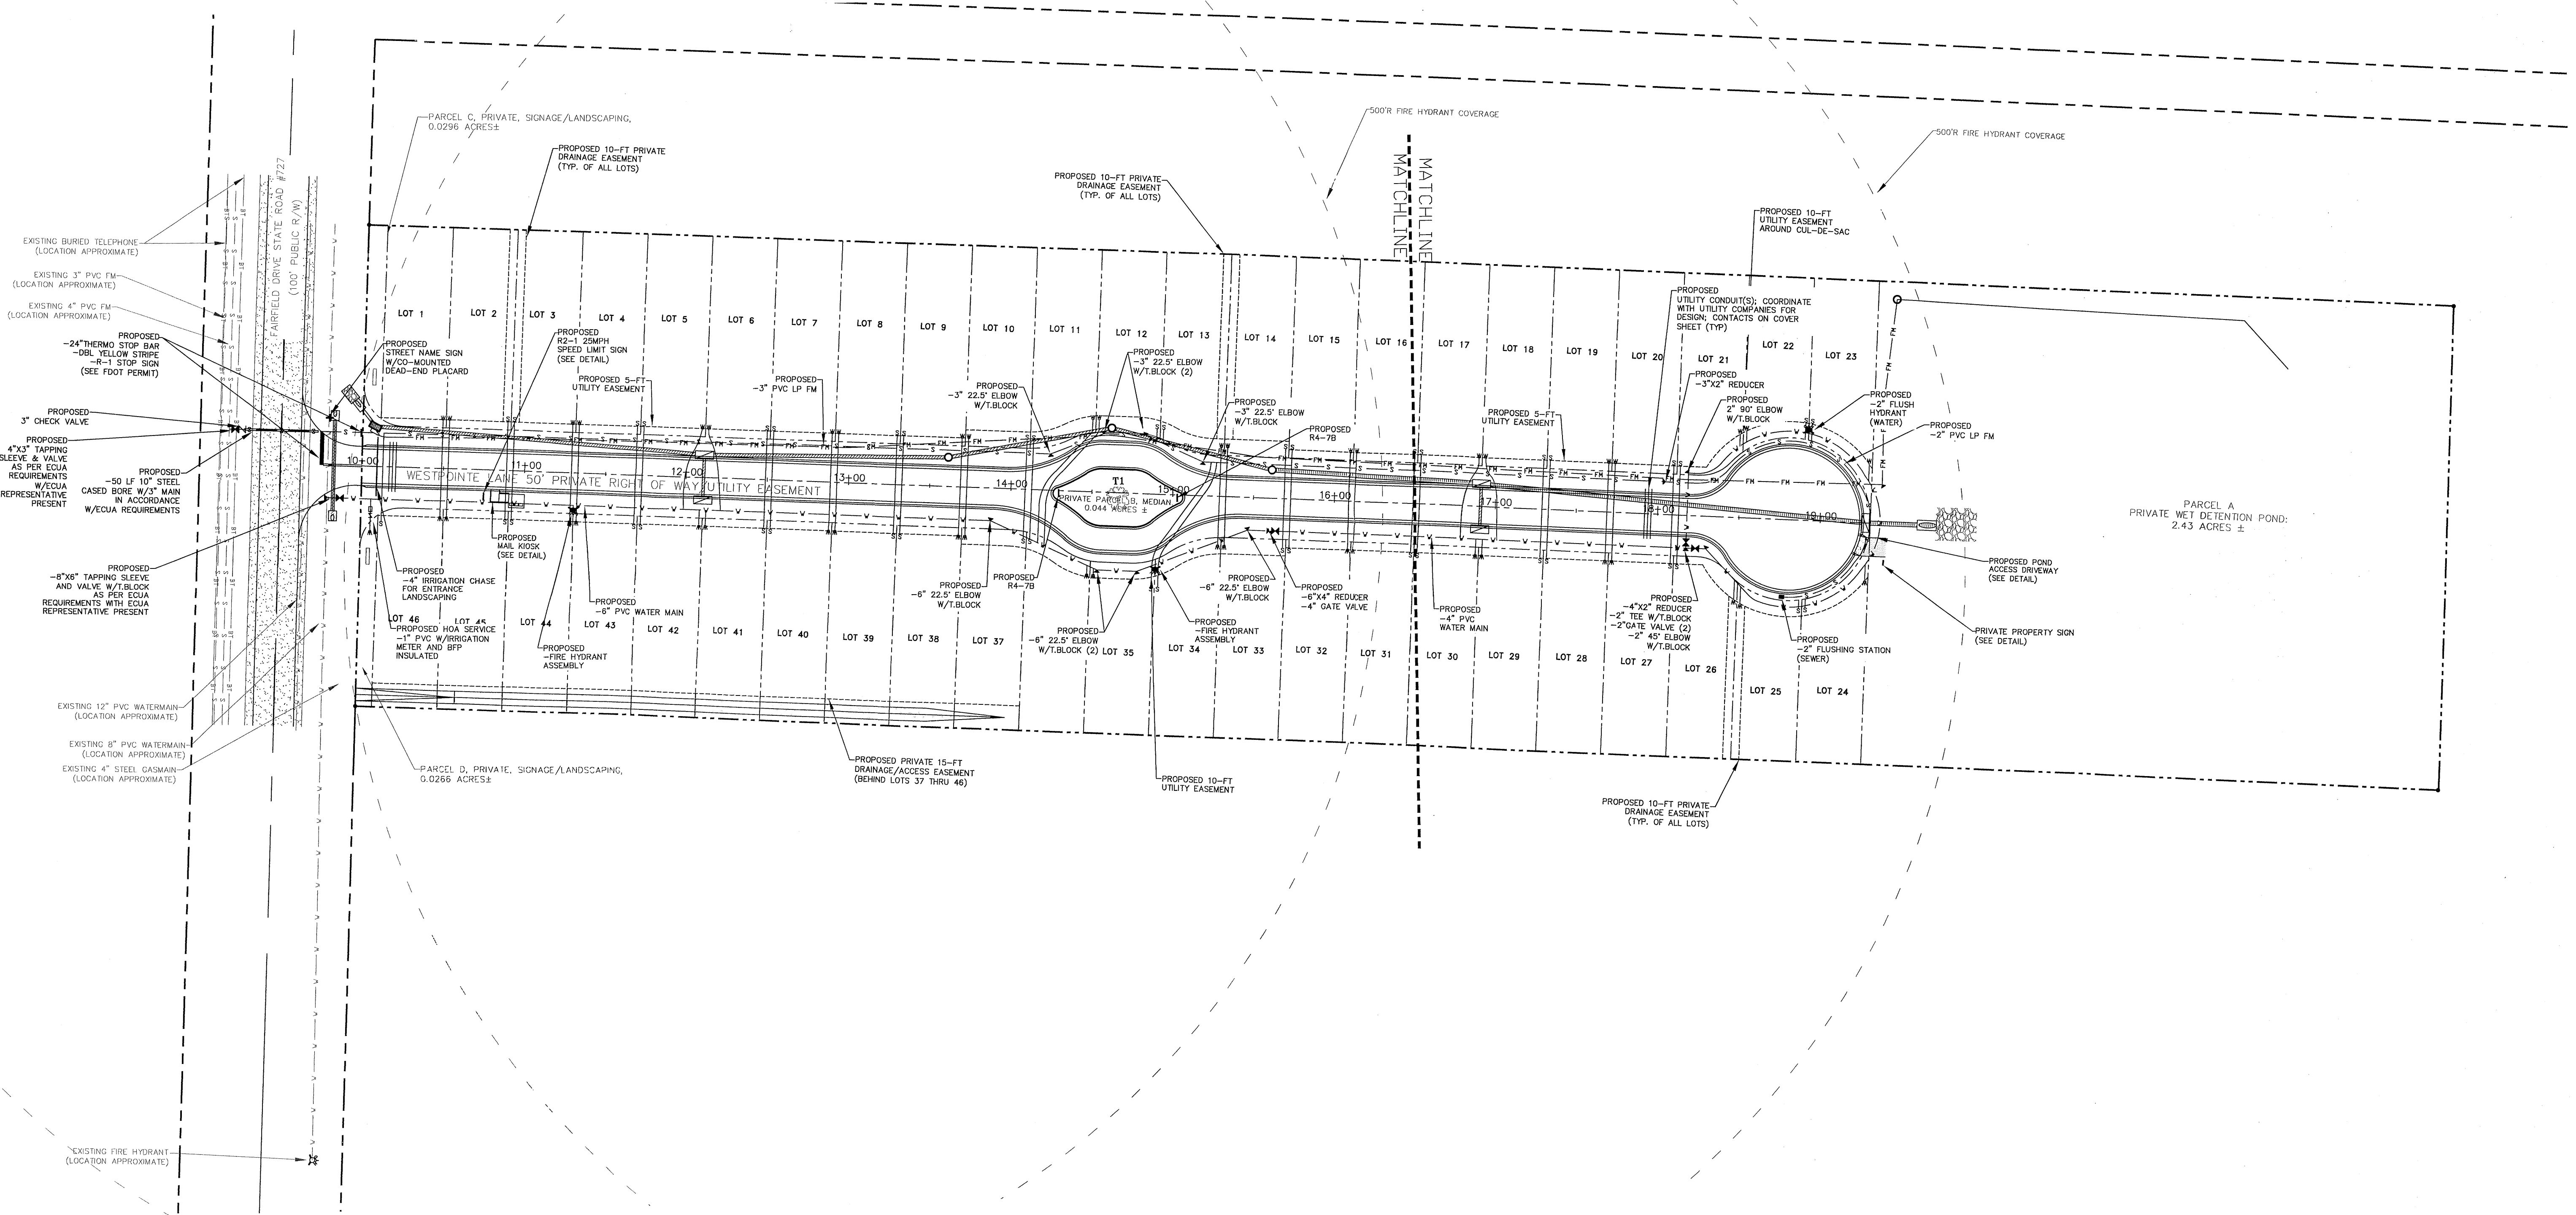 PARCEL C, PRIVATE, SIGNAGE/LANDSCAPING,
0.0296 ACRES±
PROPOSED 10-FT PRIVATE
DRAINAGE EASEMENT
(TYP. OF ALL LOTS)
PROPOSED 10-FT PRIVATE
DRAINAGE EASEMENT
(TYP. OF ALL LOTS)
500'R FIRE HYDRANT COVERAGE
MATCHLINE
MATCHLINE
500'R FIRE HYDRANT COVERAGE
PROPOSED 10-FT
UTILITY EASEMENT
AROUND CUL-DE-SAC
FAIRFIELD DRIVE STATE ROAD #727
(100' PUBLIC R/W)
EXISTING BURIED TELEPHONE
(LOCATION APPROXIMATE)
EXISTING 3" PVC FM
(LOCATION APPROXIMATE)
EXISTING 4" PVC FM
(LOCATION APPROXIMATE)
PROPOSED
-24"THERMO STOP BAR
-DBL YELLOW STRIPE
-R-1 STOP SIGN
(SEE FDOT PERMIT)
PROPOSED
3" CHECK VALVE
PROPOSED
4"X3" TAPPING
SLEEVE & VALVE
AS PER ECUA
REQUIREMENTS
W/ECUA
REPRESENTATIVE
PRESENT
PROPOSED
-50 LF 10" STEEL
CASED BORE W/3" MAIN
IN ACCORDANCE
W/ECUA REQUIREMENTS
PROPOSED
-8"X6" TAPPING SLEEVE
AND VALVE W/T.BLOCK
AS PER ECUA
REQUIREMENTS WITH ECUA
REPRESENTATIVE PRESENT
EXISTING 12" PVC WATERMAIN
(LOCATION APPROXIMATE)
EXISTING 8" PVC WATERMAIN
(LOCATION APPROXIMATE)
EXISTING 4" STEEL GASMAIN
(LOCATION APPROXIMATE)
EXISTING FIRE HYDRANT
(LOCATION APPROXIMATE)
LOT 1
LOT 2
LOT 3
LOT 4
LOT 5
LOT 6
LOT 7
LOT 8
LOT 9
LOT 10
LOT 11
LOT 12
LOT 13
LOT 14
LOT 15
LOT 16
LOT 17
LOT 18
LOT 19
LOT 20
LOT 21
LOT 22
LOT 23
PROPOSED
STREET NAME SIGN
W/CO-MOUNTED
DEAD-END PLACARD
PROPOSED
R2-1 25MPH
SPEED LIMIT SIGN
(SEE DETAIL)
PROPOSED 5-FT
UTILITY EASEMENT
PROPOSED
-3" PVC LP FM
PROPOSED
-3" 22.5° ELBOW
W/T.BLOCK
PROPOSED
-3" 22.5° ELBOW
W/T.BLOCK (2)
PROPOSED
-3" 22.5° ELBOW
W/T.BLOCK
PROPOSED
R4-7B
PROPOSED 5-FT
UTILITY EASEMENT
PROPOSED
UTILITY CONDUIT(S); COORDINATE
WITH UTILITY COMPANIES FOR
DESIGN; CONTACTS ON COVER
SHEET (TYP)
PROPOSED
-3"X2" REDUCER
PROPOSED
2" 90° ELBOW
W/T.BLOCK
PROPOSED
-2" FLUSH
HYDRANT
(WATER)
PROPOSED
-2" PVC LP FM
10+00
11+00
12+00
13+00
14+00
15+00
16+00
17+00
18+00
19+00
WESTPOINTE LANE 50' PRIVATE RIGHT OF WAY/UTILITY EASEMENT
T1
PRIVATE PARCEL B, MEDIAN
0.044 ACRES ±
PARCEL A
PRIVATE WET DETENTION POND:
2.43 ACRES ±
PROPOSED
MAIL KIOSK
(SEE DETAIL)
PROPOSED
-4" IRRIGATION CHASE
FOR ENTRANCE
LANDSCAPING
PROPOSED HOA SERVICE
-1" PVC W/IRRIGATION
METER AND BFP
INSULATED
PROPOSED
-FIRE HYDRANT
ASSEMBLY
PROPOSED
-6" PVC WATER MAIN
PROPOSED
-6" 22.5° ELBOW
W/T.BLOCK
PROPOSED
R4-7B
PROPOSED
-6" 22.5° ELBOW
W/T.BLOCK (2)
PROPOSED
-FIRE HYDRANT
ASSEMBLY
PROPOSED
-6" 22.5° ELBOW
W/T.BLOCK
PROPOSED
-6"X4" REDUCER
-4" GATE VALVE
PROPOSED
-4" PVC
WATER MAIN
PROPOSED
-4"X2" REDUCER
-2" TEE W/T.BLOCK
-2"GATE VALVE (2)
-2" 45° ELBOW
W/T.BLOCK
PROPOSED
-2" FLUSHING STATION
(SEWER)
PROPOSED POND
ACCESS DRIVEWAY
(SEE DETAIL)
PRIVATE PROPERTY SIGN
(SEE DETAIL)
LOT 46
LOT 45
LOT 44
LOT 43
LOT 42
LOT 41
LOT 40
LOT 39
LOT 38
LOT 37
LOT 35
LOT 34
LOT 33
LOT 32
LOT 31
LOT 30
LOT 29
LOT 28
LOT 27
LOT 26
LOT 25
LOT 24
PARCEL D, PRIVATE, SIGNAGE/LANDSCAPING,
0.0266 ACRES±
PROPOSED PRIVATE 15-FT
DRAINAGE/ACCESS EASEMENT
(BEHIND LOTS 37 THRU 46)
PROPOSED 10-FT
UTILITY EASEMENT
PROPOSED 10-FT PRIVATE
DRAINAGE EASEMENT
(TYP. OF ALL LOTS)